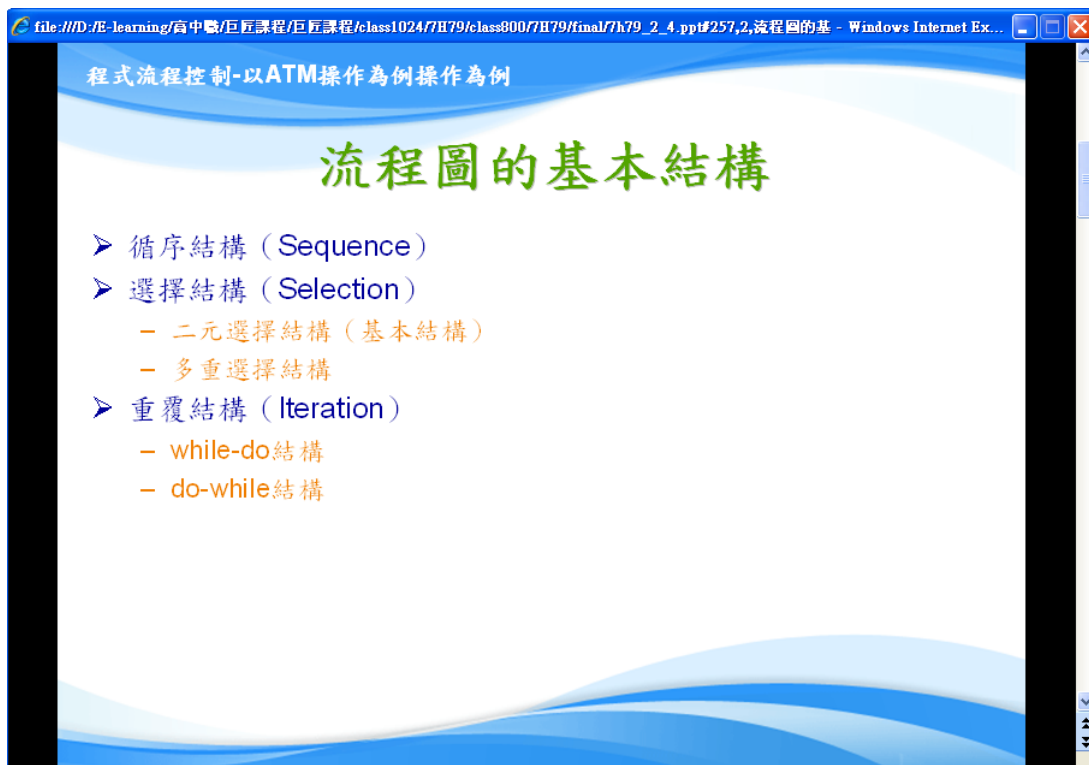 file:///D:/E-learning/高中職/巨匠課程/巨匠課程/class1024/7H79/class800/7H79/final/7h79_2_4.ppt#257,2,流程圖的基 - Windows Internet Ex...
程式流程控制-以ATM操作為例操作為例
流程圖的基本結構
➢ 循序結構（Sequence）
➢ 選擇結構（Selection）
– 二元選擇結構（基本結構）
– 多重選擇結構
➢ 重覆結構（Iteration）
– while-do結構
– do-while結構